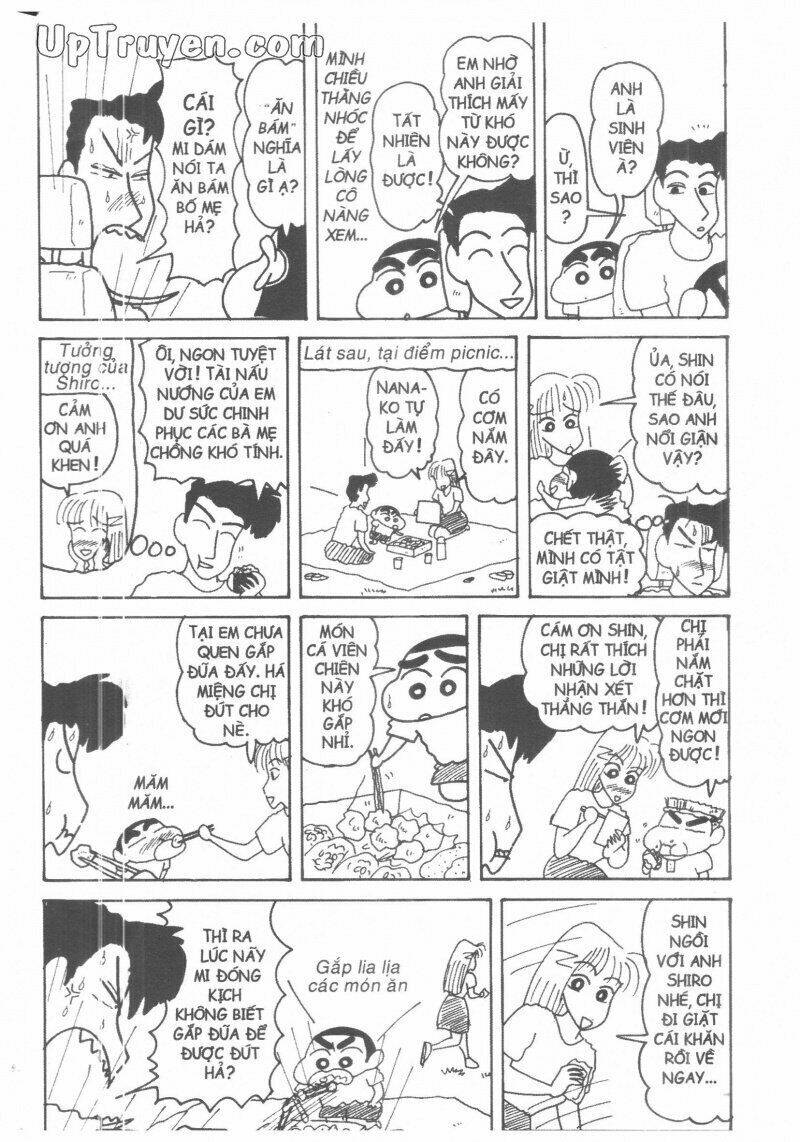 UpTruyen.com
ANH
LÀ
SINH
VIÊN
À?
Ừ,
THÌ
SAO
?
EM NHỜ
ANH GIẢI
THÍCH MẤY
TỪ KHÓ
NÀY ĐƯỢC
KHÔNG?
TẤT
NHIÊN
LÀ
ĐƯỢC!
MÌNH
CHIỀU
THẰNG
NHÓC
ĐỂ
LẤY
LÒNG
CÔ
NÀNG
XEM...
"ĂN
BÁM"
NGHĨA
LÀ
GÌ Ạ?
CÁI
GÌ?
MI DÁM
NÓI TA
ĂN BÁM
BỐ MẸ
HẢ?
ỦA, SHIN
CÓ NÓI
THẾ ĐÂU,
SAO ANH
NỔI GIẬN
VẬY?
CHẾT THẬT,
MÌNH CÓ TẬT
GIẬT MÌNH!
Lát sau, tại điểm picnic...
CÓ
CƠM
NẮM
ĐÂY.
NANA-
KO TỰ
LÀM
ĐẤY!
ÔI, NGON TUYỆT
VỜI! TÀI NẤU
NƯỚNG CỦA EM
DƯ SỨC CHINH
PHỤC CÁC BÀ MẸ
CHỒNG KHÓ TÍNH.
Tưởng
tượng của
Shiro...
CẢM
ƠN ANH
QUÁ
KHEN!
CHỊ
PHẢI
NẮM
CHẶT
HƠN THÌ
CƠM MỚI
NGON
ĐƯỢC!
CÁM ƠN SHIN,
CHỊ RẤT THÍCH
NHỮNG LỜI
NHẬN XÉT
THẲNG THẮN!
MÓN
CÁ VIÊN
CHIÊN
NÀY
KHÓ
GẮP
NHỈ.
TẠI EM CHƯA
QUEN GẮP
ĐŨA ĐẤY. HÁ
MIỆNG CHỊ
ĐÚT CHO
NÈ.
MĂM
MĂM...
SHIN
NGỒI
VỚI ANH
SHIRO
NHÉ, CHỊ
ĐI GIẶT
CÁI KHĂN
RỒI VỀ
NGAY...
Gắp lia lịa
các món ăn
THÌ RA
LÚC NÃY
MI ĐÓNG
KỊCH
KHÔNG BIẾT
GẮP ĐŨA ĐỂ
ĐƯỢC ĐÚT
HẢ?